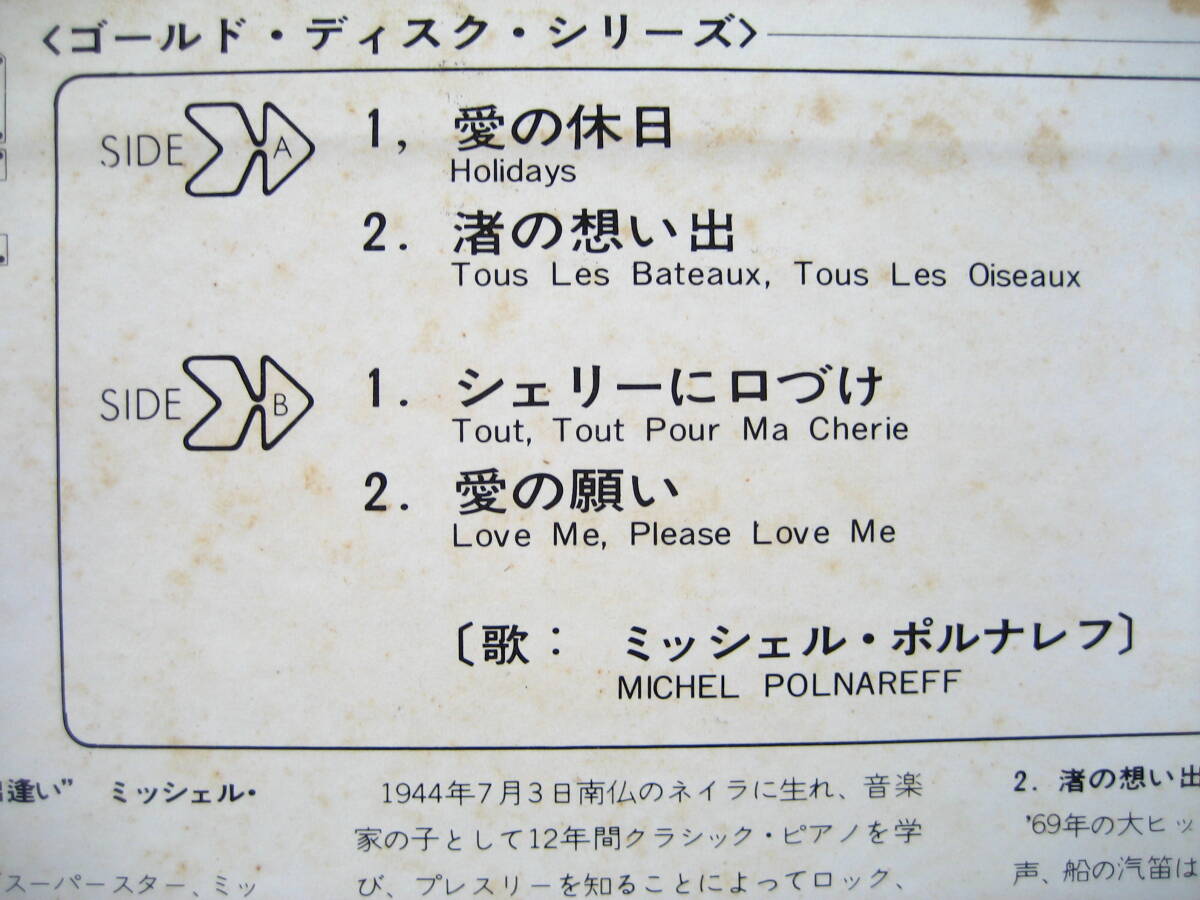 〈ゴールド・ディスク・シリーズ〉
SIDE A
1, 愛の休日
Holidays
2. 渚の想い出
Tous Les Bateaux, Tous Les Oiseaux
SIDE B
1. シェリーに口づけ
Tout, Tout Pour Ma Cherie
2. 愛の願い
Love Me, Please Love Me
〔歌： ミッシェル・ポルナレフ〕
MICHEL POLNAREFF
逢い” ミッシェル・
スーパースター、ミッ
1944年7月3日南仏のネイラに生れ、音楽
家の子として12年間クラシック・ピアノを学
び、プレスリーを知ることによってロック、
2. 渚の想い出
'69年の大ヒッ
声、船の汽笛は